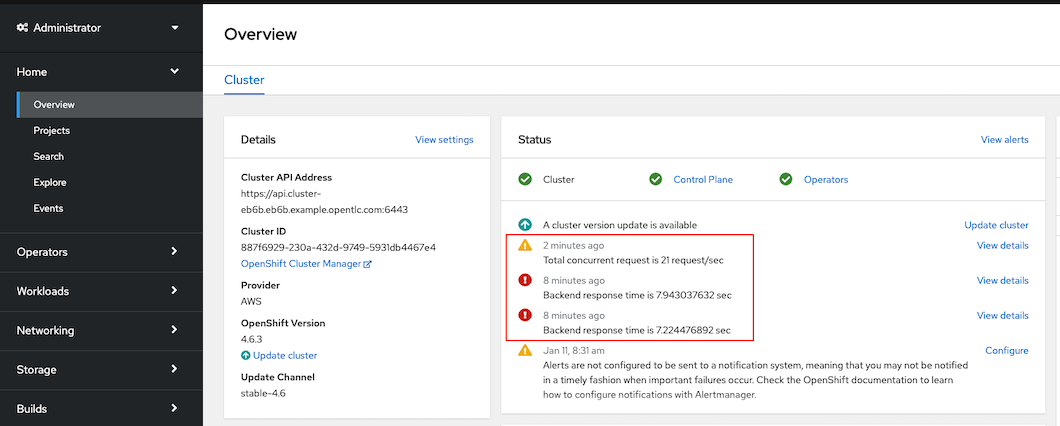 Administrator
Home
Overview
Projects
Search
Explore
Events
Operators
Workloads
Networking
Storage
Builds
Overview
Cluster
Details
View settings
Cluster API Address
https://api.cluster-
eb6b.eb6b.example.opentlc.com:6443
Cluster ID
887f6929-230a-432d-9749-5931db4467e4
OpenShift Cluster Manager
Provider
AWS
OpenShift Version
4.6.3
Update cluster
Update Channel
stable-4.6
Status
View alerts
Cluster
Control Plane
Operators
A cluster version update is available
Update cluster
2 minutes ago
View details
Total concurrent request is 21 request/sec
8 minutes ago
View details
Backend response time is 7.943037632 sec
8 minutes ago
View details
Backend response time is 7.224476892 sec
Jan 11, 8:31 am
Configure
Alerts are not configured to be sent to a notification system, meaning that you may not be notified
in a timely fashion when important failures occur. Check the OpenShift documentation to learn
how to configure notifications with Alertmanager.